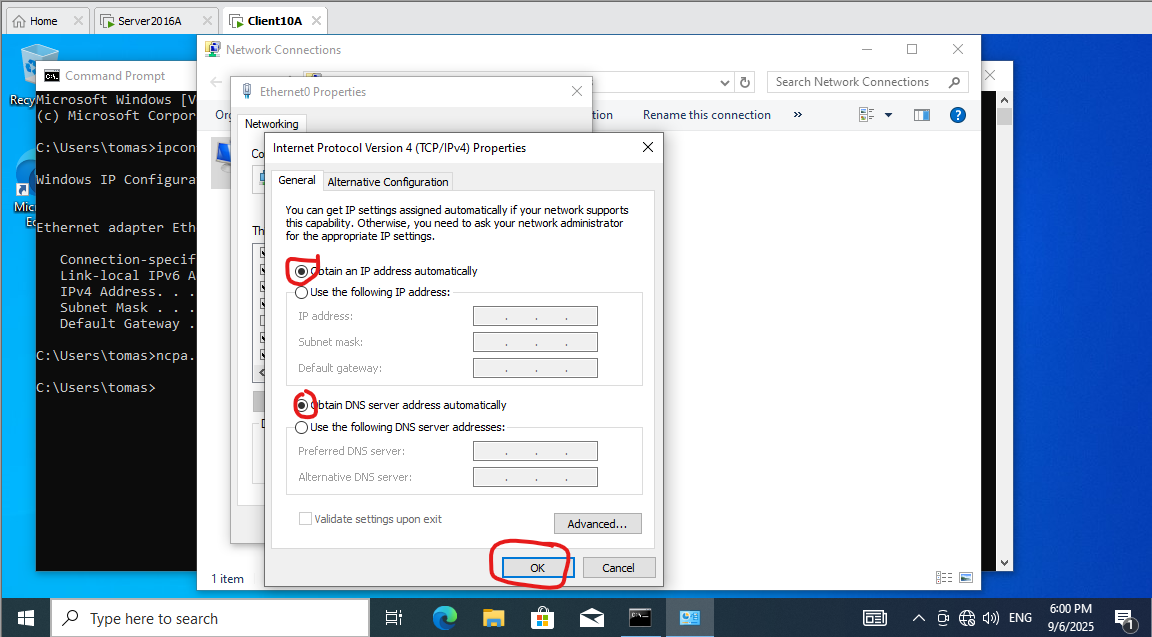 Home
Server2016A
Client10A
Network Connections
Command Prompt
Search Network Connections
Rename this connection
»
Ethernet0 Properties
Networking
Microsoft Windows [V
(c) Microsoft Corpor
C:\Users\tomas>ipcon
Windows IP Configura
Ethernet adapter Eth
Connection-specif
Link-local IPv6 A
IPv4 Address. . .
Subnet Mask . . .
Default Gateway .
C:\Users\tomas>ncpa.
C:\Users\tomas>
Internet Protocol Version 4 (TCP/IPv4) Properties
General
Alternative Configuration
You can get IP settings assigned automatically if your network supports
this capability. Otherwise, you need to ask your network administrator
for the appropriate IP settings.
Obtain an IP address automatically
Use the following IP address:
IP address:
Subnet mask:
Default gateway:
Obtain DNS server address automatically
Use the following DNS server addresses:
Preferred DNS server:
Alternative DNS server:
Validate settings upon exit
Advanced...
OK
Cancel
1 item
Type here to search
ENG
6:00 PM
9/6/2025
1